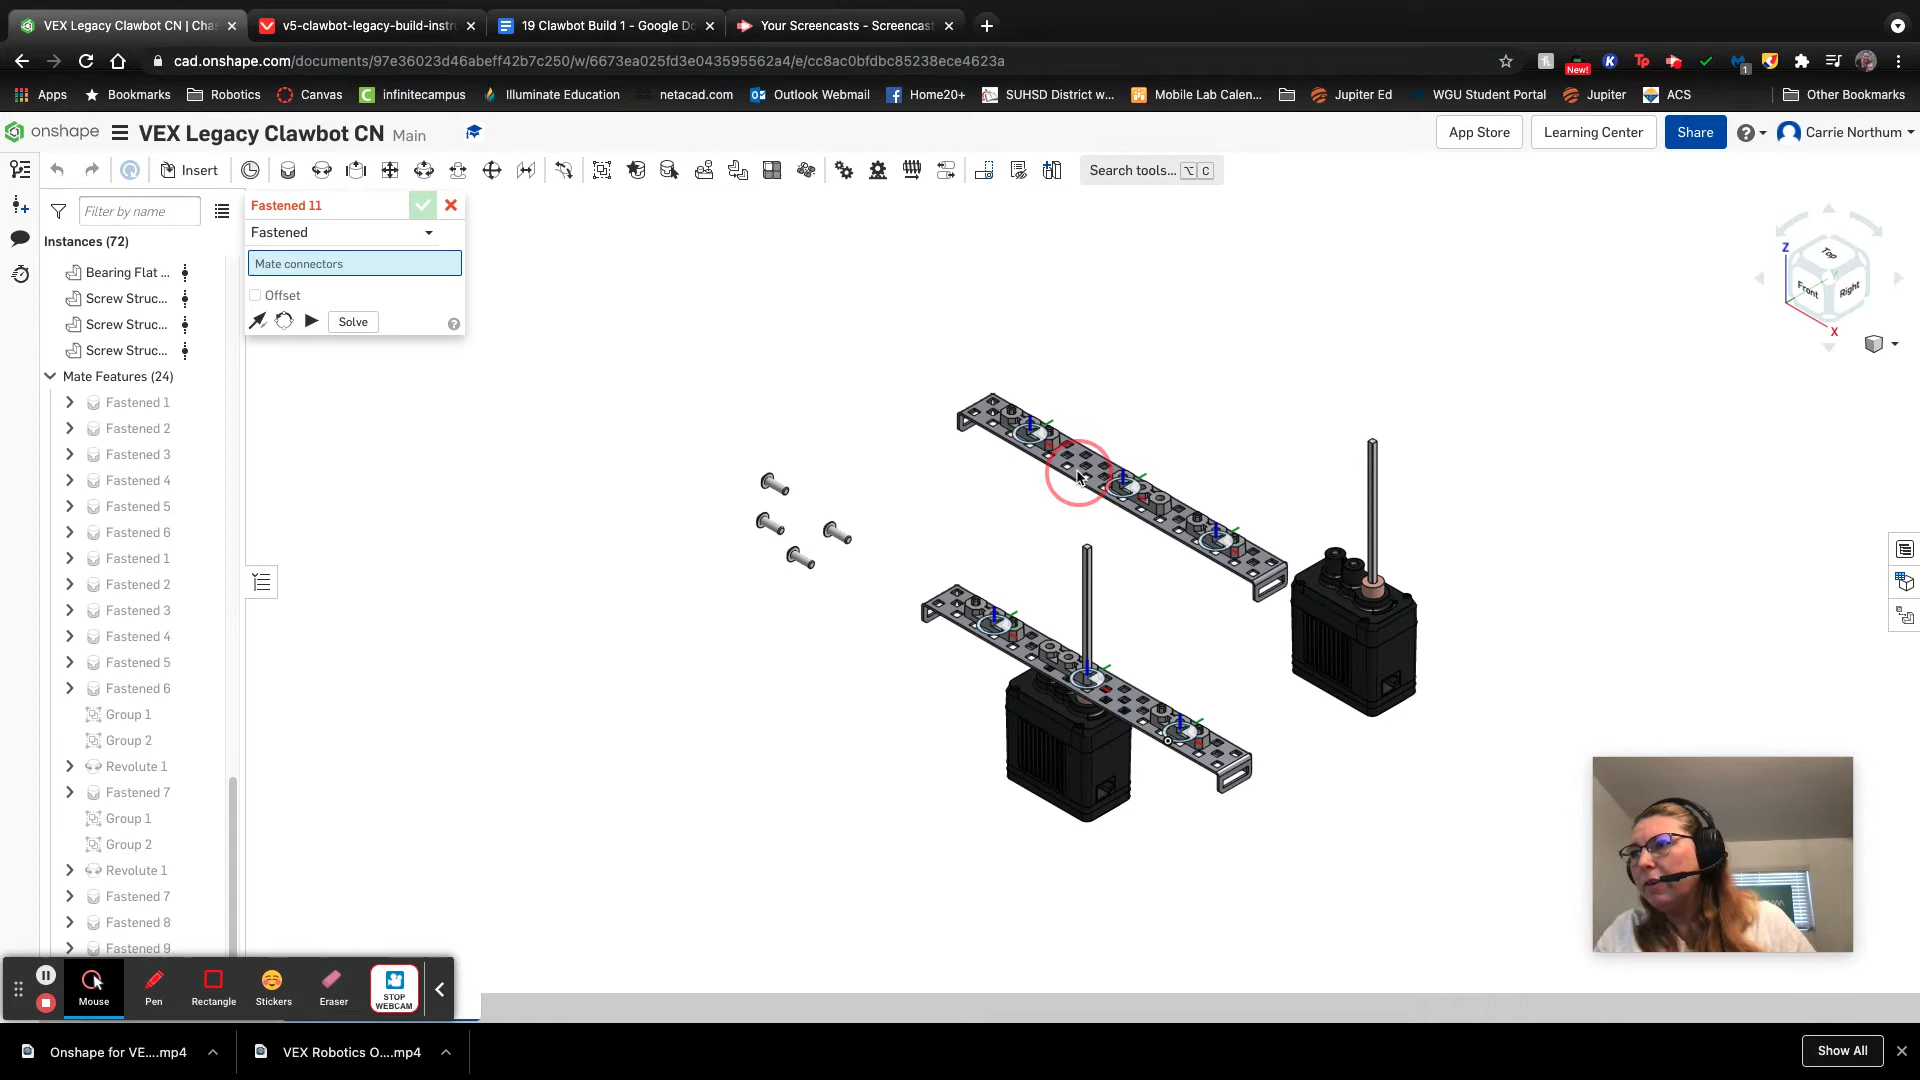 VEX Legacy Clawbot CN | Cha
v5-clawbot-legacy-build-instru
19 Clawbot Build 1 - Google Do
Your Screencasts - Screencast
cad.onshape.com/documents/97e36023d46abeff42b7c250/w/6673ea025fd3e043595562a4/e/cc8ac0bfdbc85238ece4623a
New!
K
Tp
1
Apps
Bookmarks
Robotics
Canvas
infinitecampus
Illuminate Education
netacad.com
Outlook Webmail
Home20+
SUHSD District w...
Mobile Lab Calen...
Jupiter Ed
WGU Student Portal
Jupiter
ACS
Other Bookmarks
onshape
VEX Legacy Clawbot CN
Main
App Store
Learning Center
Share
Carrie Northum
Insert
Search tools... ⌥ C
Filter by name
Instances (72)
Bearing Flat ...
Screw Struc...
Screw Struc...
Screw Struc...
Mate Features (24)
Fastened 1
Fastened 2
Fastened 3
Fastened 4
Fastened 5
Fastened 6
Fastened 1
Fastened 2
Fastened 3
Fastened 4
Fastened 5
Fastened 6
Group 1
Group 2
Revolute 1
Fastened 7
Group 1
Group 2
Revolute 1
Fastened 7
Fastened 8
Fastened 9
Fastened 11
Fastened
Mate connectors
Offset
Solve
Z
Top
Front
Right
X
Mouse
Pen
Rectangle
Stickers
Eraser
STOP
WEBCAM
Onshape for VE....mp4
VEX Robotics O....mp4
Show All